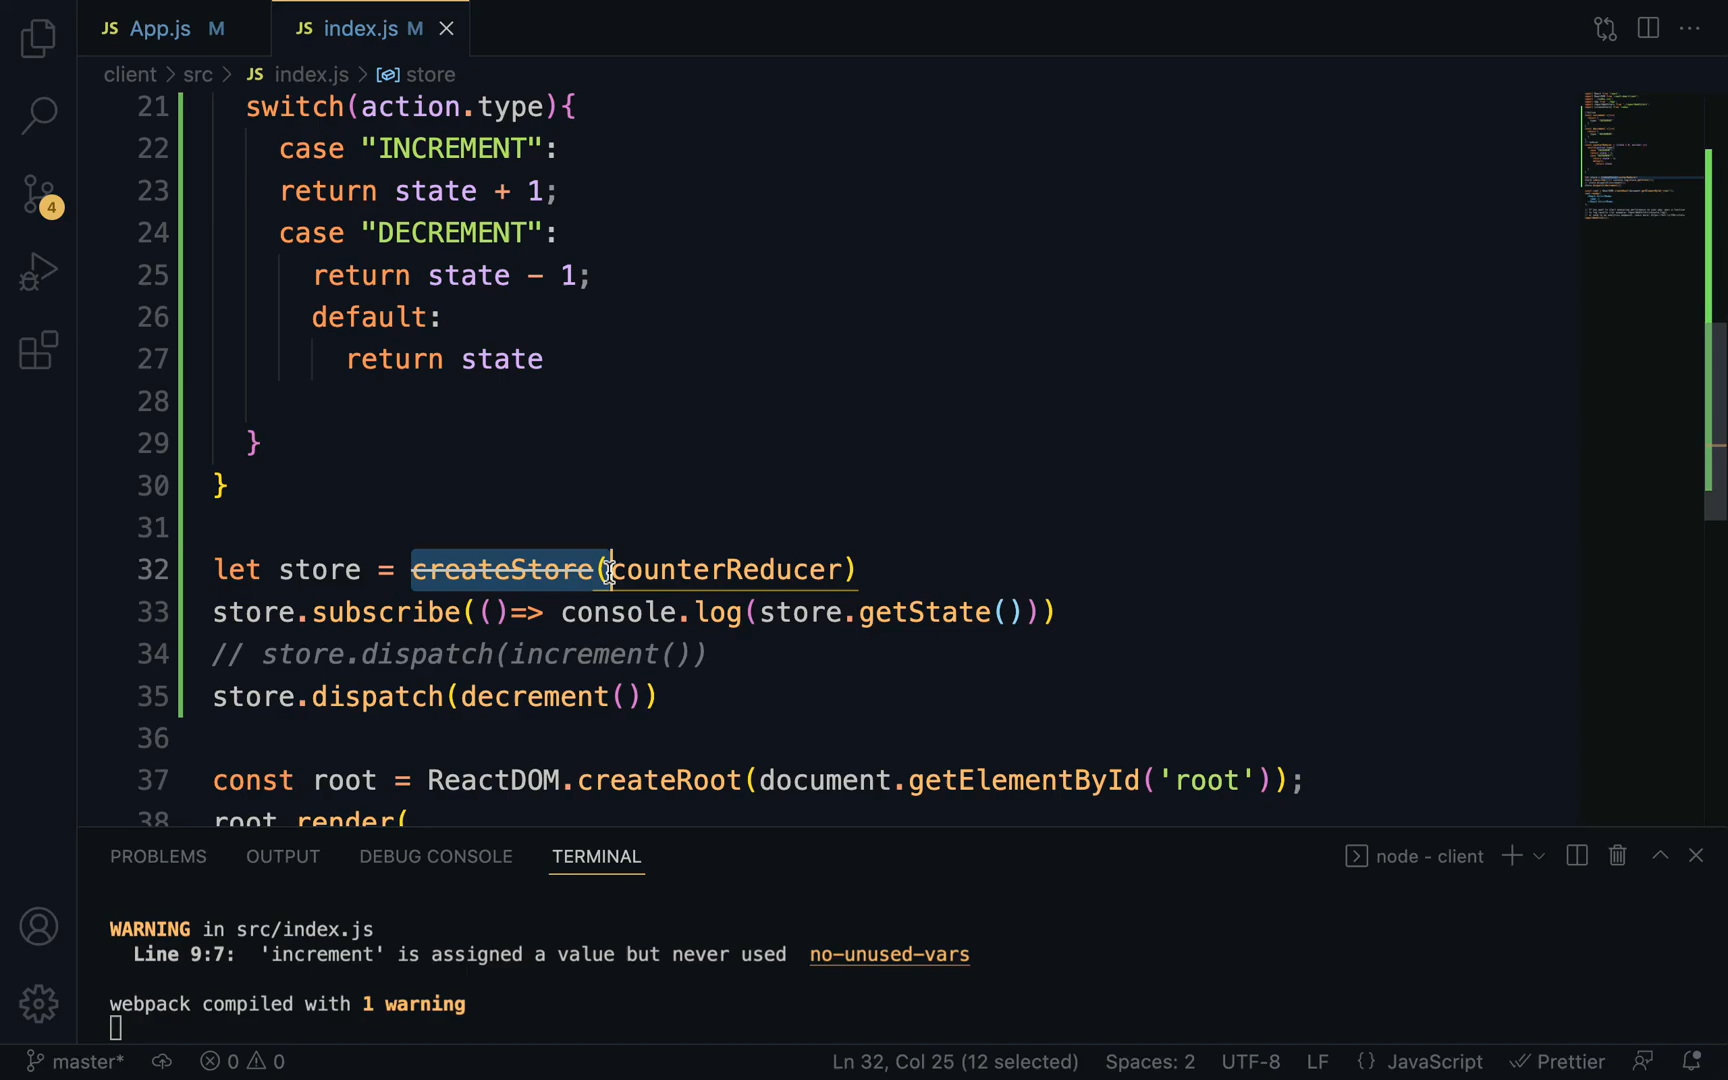 JS App.js M
JS index.js M
client > src > JS index.js > store
21 switch(action.type){
22 case "INCREMENT":
23 return state + 1;
24 case "DECREMENT":
25 return state - 1;
26 default:
27 return state
28
29 }
30 }
31
32 let store = createStore(counterReducer)
33 store.subscribe(()=> console.log(store.getState()))
34 // store.dispatch(increment())
35 store.dispatch(decrement())
36
37 const root = ReactDOM.createRoot(document.getElementById('root'));
38 root.render(
4
PROBLEMS OUTPUT DEBUG CONSOLE TERMINAL
node - client
WARNING in src/index.js
Line 9:7: 'increment' is assigned a value but never used no-unused-vars
webpack compiled with 1 warning
master* 0 0 Ln 32, Col 25 (12 selected) Spaces: 2 UTF-8 LF {} JavaScript Prettier